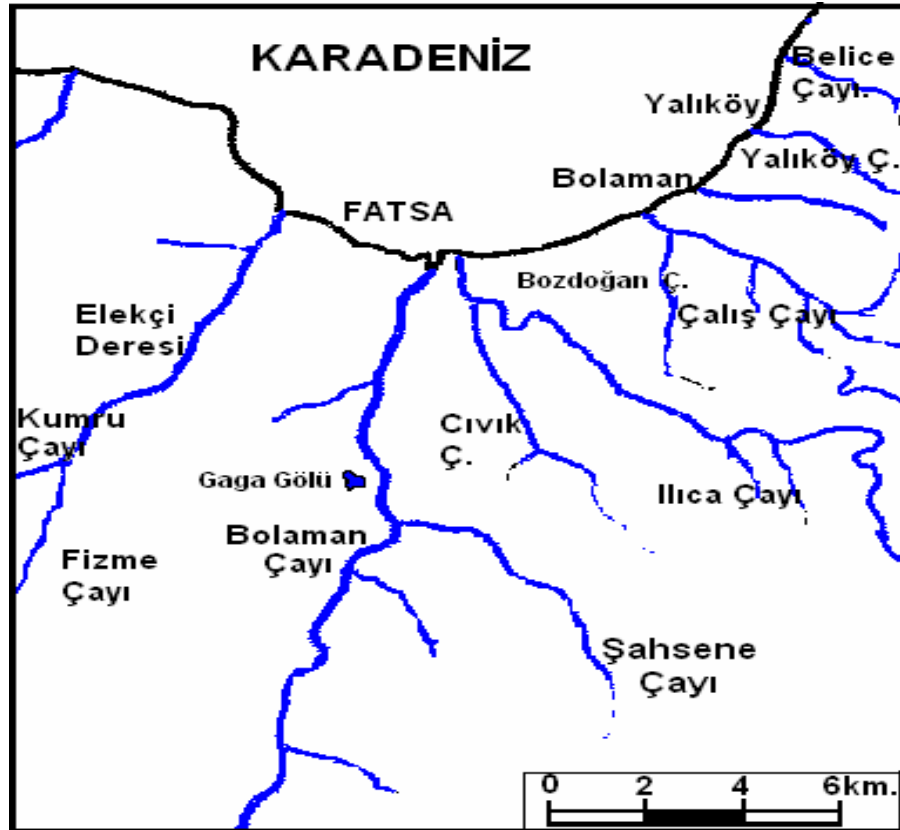 KARADENİZ
Belice
Çayı.
Yalıköy
Yalıköy Ç.
Bolaman
FATSA
Bozdoğan Ç.
Çalış Çayı
Elekçi
Deresi
Kumru
Çayı
Cıvık
Ç.
Gaga Gölü
Ilıca Çayı
Bolaman
Çayı
Fizme
Çayı
Şahsene
Çayı
0 2 4 6km.